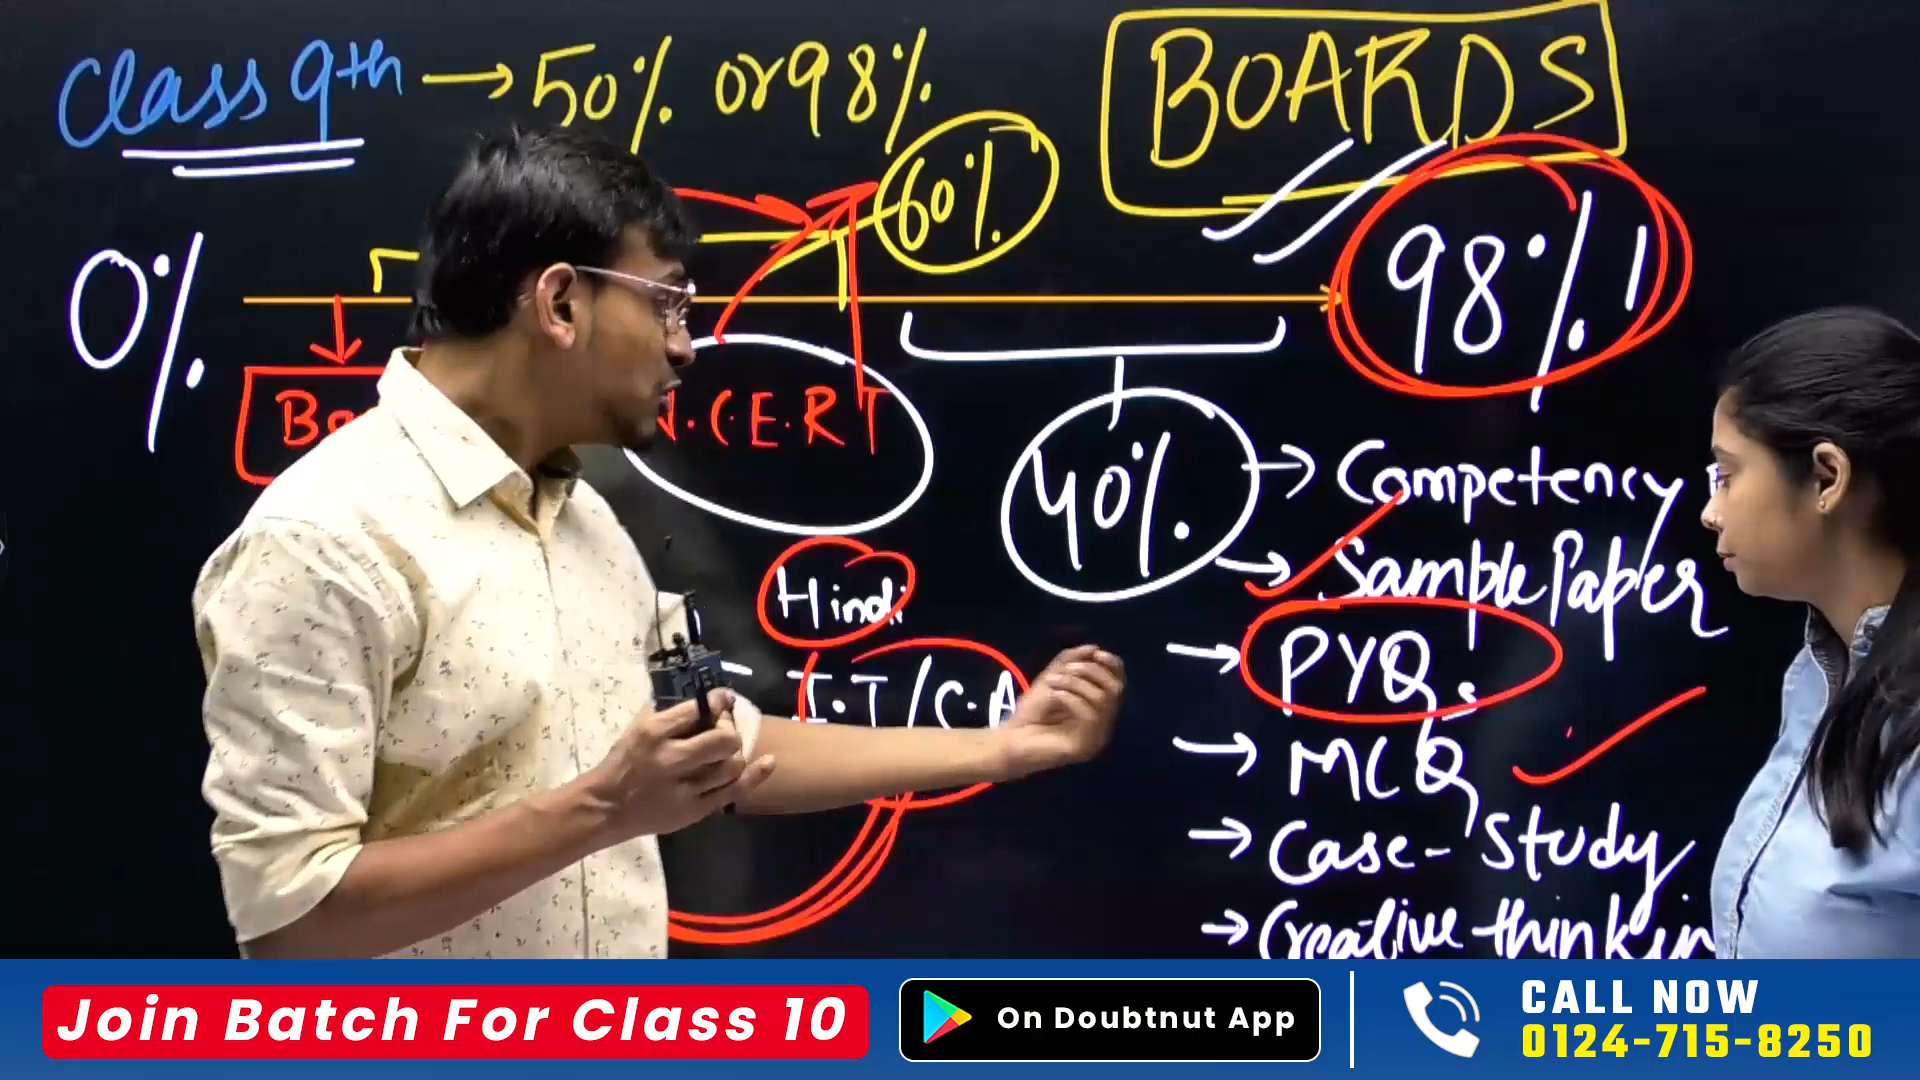 Class 9th → 50% or 98%
BOARDS
60%
0%
98%!
N.C.E.R.T
40%
→ Competency
→ Sample Paper
Hindi
→ PYQ.
I.T/C.A
→ MCQ
→ Case-Study
→ Creative thinkin
Join Batch For Class 10
On Doubtnut App
CALL NOW
0124-715-8250